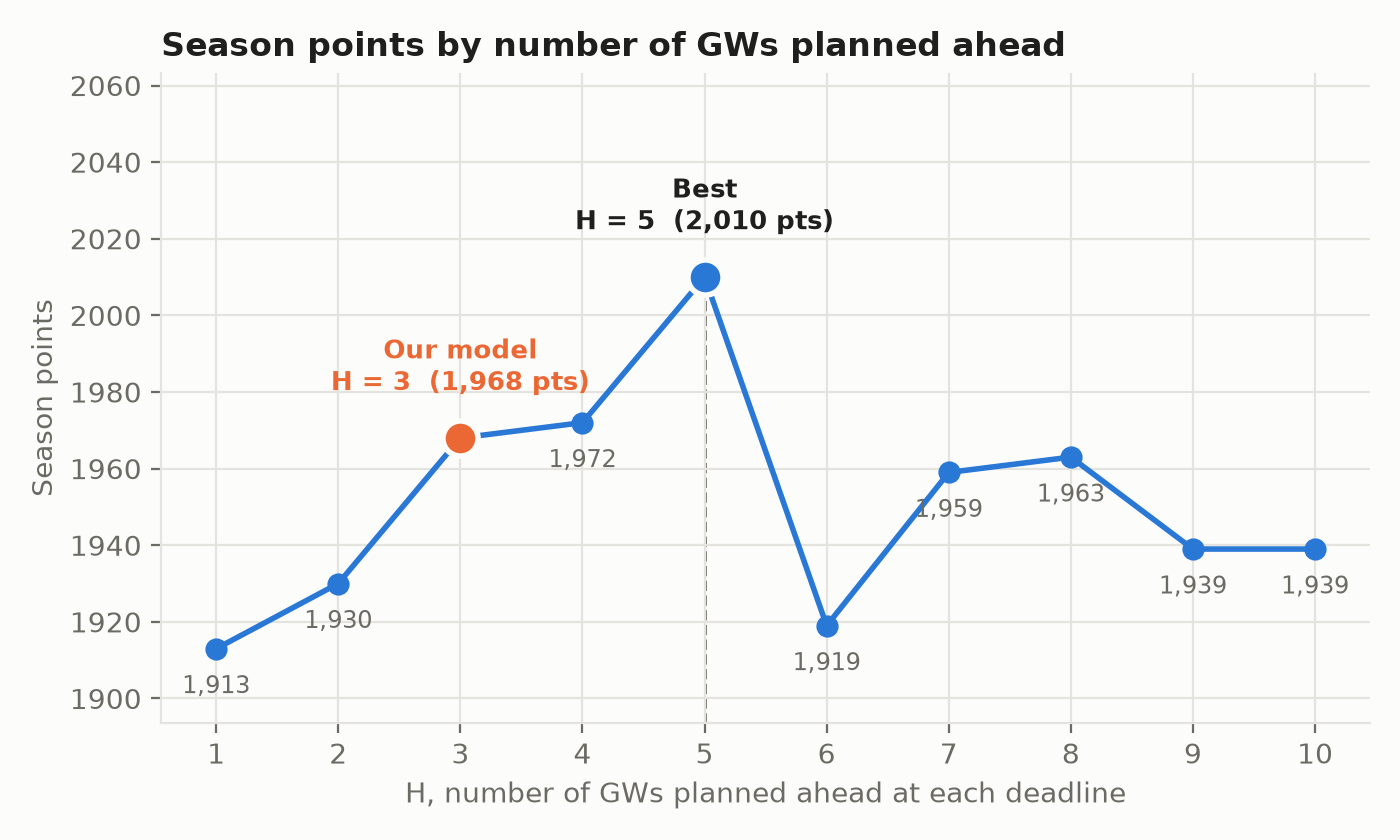 Season points by number of GWs planned ahead
2060
2040
2020
2000
1980
1960
1940
1920
1900
Season points
Best
H = 5 (2,010 pts)
Our model
H = 3 (1,968 pts)
1,972
1,959
1,963
1,939
1,939
1,930
1,919
1,913
1 2 3 4 5 6 7 8 9 10
H, number of GWs planned ahead at each deadline